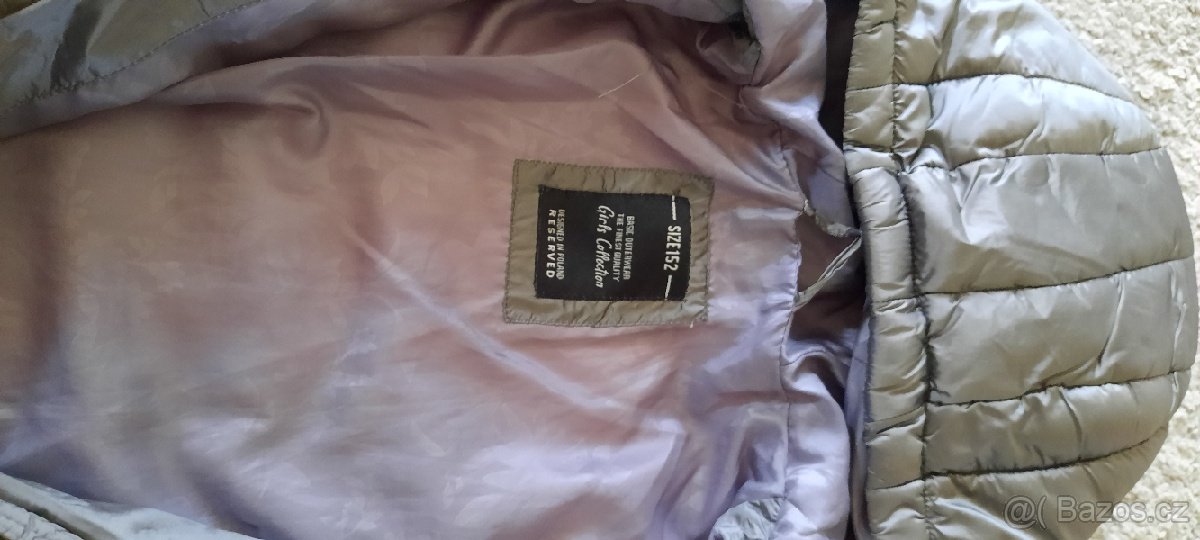 SIZE 152
BASIC OUTERWEAR
THE FINEST QUALITY
Girls Collection
DESIGNED IN POLAND
RESERVED
@( Bazos.cz